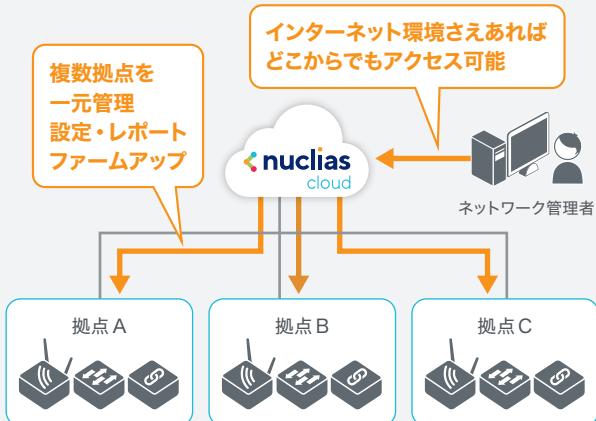 インターネット環境さえあれば
どこからでもアクセス可能
複数拠点を
一元管理
設定・レポート
ファームアップ
nuclias
cloud
ネットワーク管理者
拠点A
拠点B
拠点C